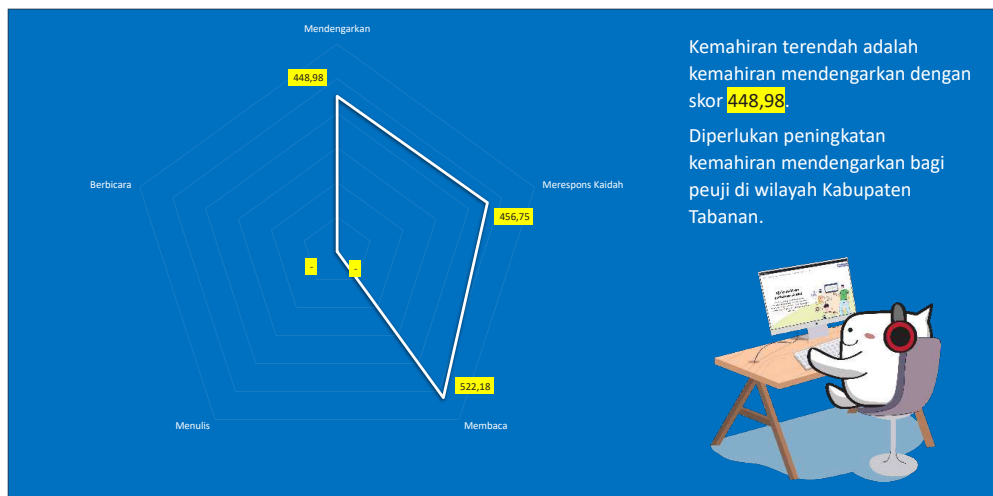 Mendengarkan
448,98
Berbicara
Merespons Kaidah
456,75
-
-
522,18
Menulis
Membaca
Kemahiran terendah adalah
kemahiran mendengarkan dengan
skor 448,98.
Diperlukan peningkatan
kemahiran mendengarkan bagi
peuji di wilayah Kabupaten
Tabanan.